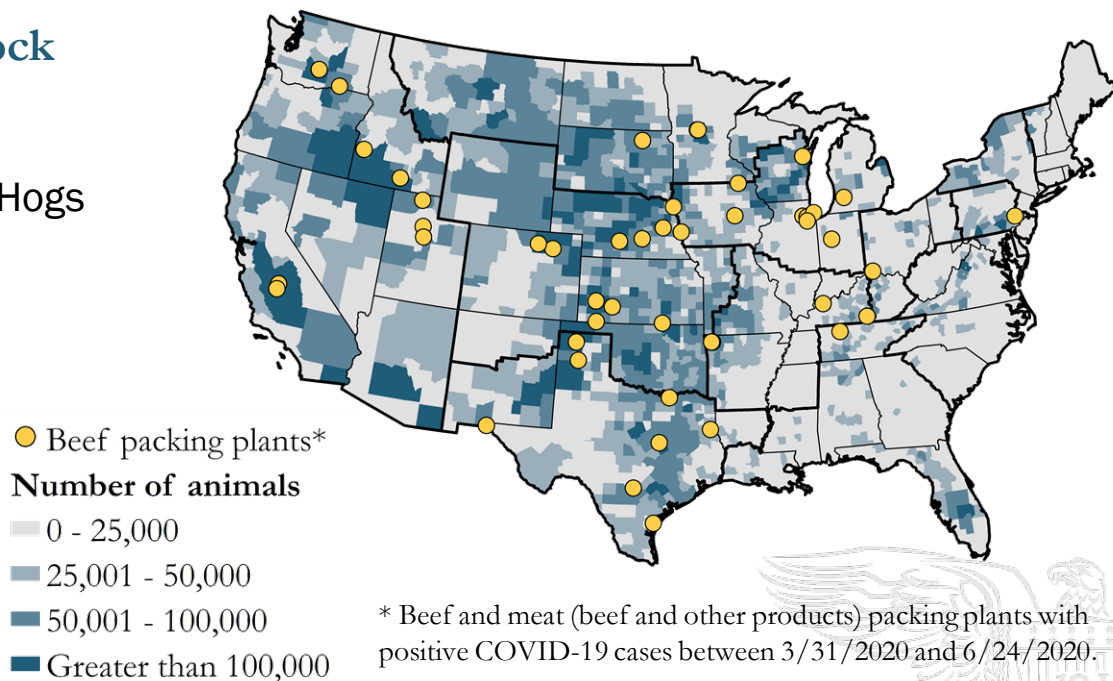 ock
Hogs
Beef packing plants*
Number of animals
0 - 25,000
25,001 - 50,000
50,001 - 100,000
Greater than 100,000
* Beef and meat (beef and other products) packing plants with
positive COVID-19 cases between 3/31/2020 and 6/24/2020.